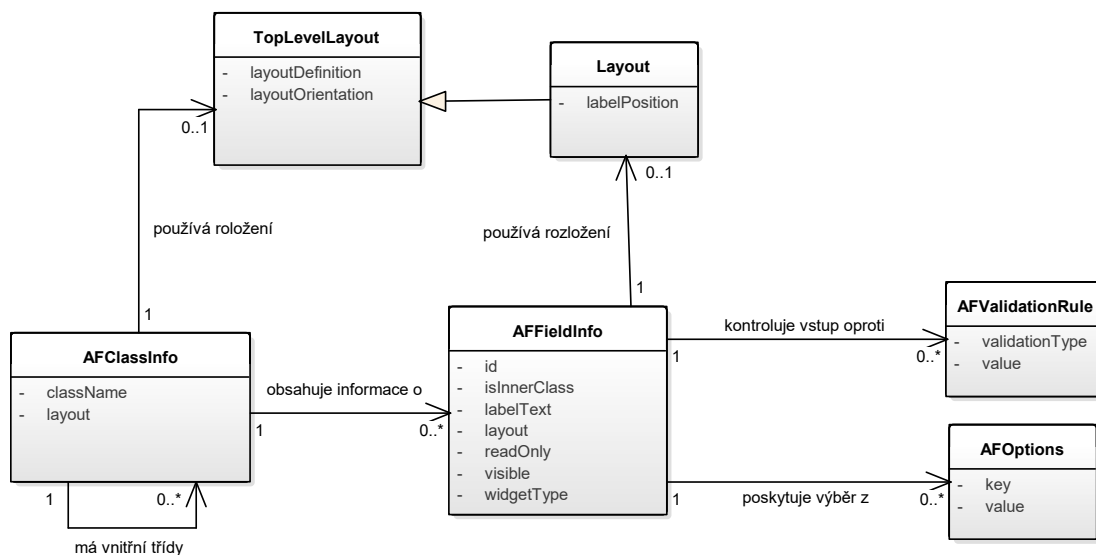 TopLevelLayout
- layoutDefinition
- layoutOrientation
Layout
- labelPosition
0..1
0..1
používá roložení
používá rozložení
1
1
AFClassInfo
- className
- layout
obsahuje informace o
1
0..*
1
0..*
má vnitřní třídy
AFFieldInfo
- id
- isInnerClass
- labelText
- layout
- readOnly
- visible
- widgetType
kontroluje vstup oproti
1
0..*
AFValidationRule
- validationType
- value
poskytuje výběr z
1
0..*
AFOptions
- key
- value